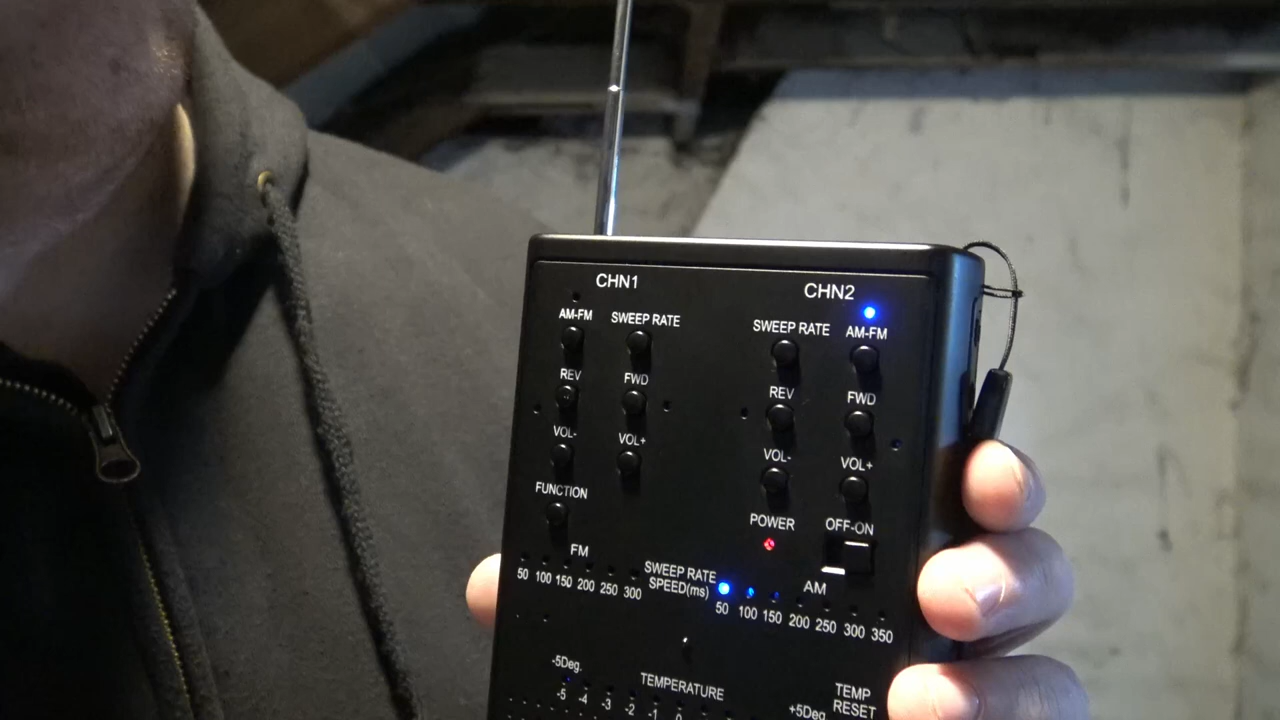 CHN1
CHN2
AM-FM SWEEP RATE
SWEEP RATE AM-FM
REV FWD
REV FWD
VOL- VOL+
VOL- VOL+
FUNCTION
POWER OFF-ON
FM
50 100 150 200 250 300
SWEEP RATE
SPEED(ms)
AM
50 100 150 200 250 300 350
-5Deg.
-5 -4 -3 -2 -1 0
TEMPERATURE
+5Deg
TEMP
RESET